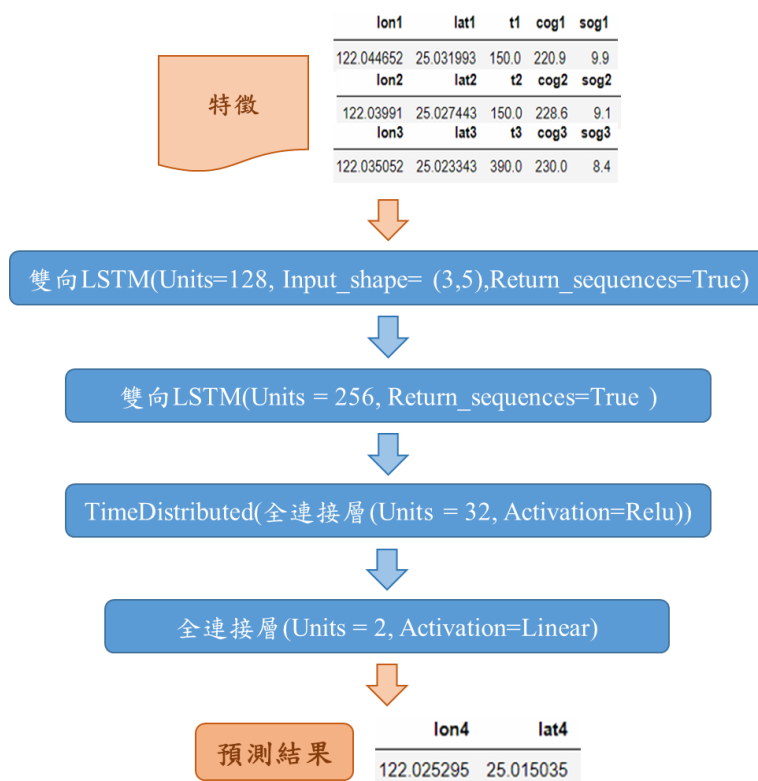 lon1 lat1 t1 cog1 sog1
122.044652 25.031993 150.0 220.9 9.9
lon2 lat2 t2 cog2 sog2
122.03991 25.027443 150.0 228.6 9.1
lon3 lat3 t3 cog3 sog3
122.035052 25.023343 390.0 230.0 8.4
特徵
雙向LSTM(Units=128, Input_shape= (3,5),Return_sequences=True)
雙向LSTM(Units = 256, Return_sequences=True )
TimeDistributed(全連接層(Units = 32, Activation=Relu))
全連接層(Units = 2, Activation=Linear)
預測結果
lon4 lat4
122.025295 25.015035